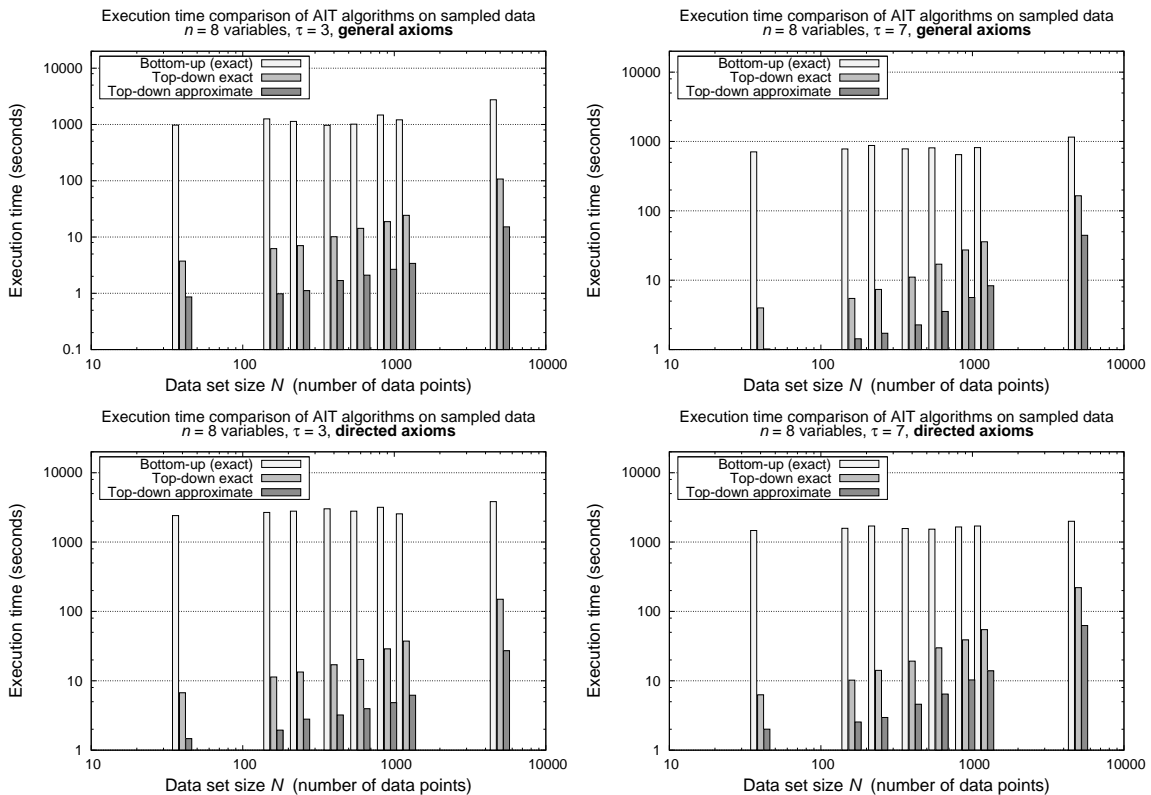 Execution time comparison of AIT algorithms on sampled data
n = 8 variables, τ = 3, general axioms
Bottom-up (exact)
Top-down exact
Top-down approximate
Execution time (seconds)
10000
1000
100
10
1
0.1
10 100 1000 10000
Data set size N (number of data points)
Execution time comparison of AIT algorithms on sampled data
n = 8 variables, τ = 7, general axioms
Bottom-up (exact)
Top-down exact
Top-down approximate
Execution time (seconds)
10000
1000
100
10
1
10 100 1000 10000
Data set size N (number of data points)
Execution time comparison of AIT algorithms on sampled data
n = 8 variables, τ = 3, directed axioms
Bottom-up (exact)
Top-down exact
Top-down approximate
Execution time (seconds)
10000
1000
100
10
1
10 100 1000 10000
Data set size N (number of data points)
Execution time comparison of AIT algorithms on sampled data
n = 8 variables, τ = 7, directed axioms
Bottom-up (exact)
Top-down exact
Top-down approximate
Execution time (seconds)
10000
1000
100
10
1
10 100 1000 10000
Data set size N (number of data points)